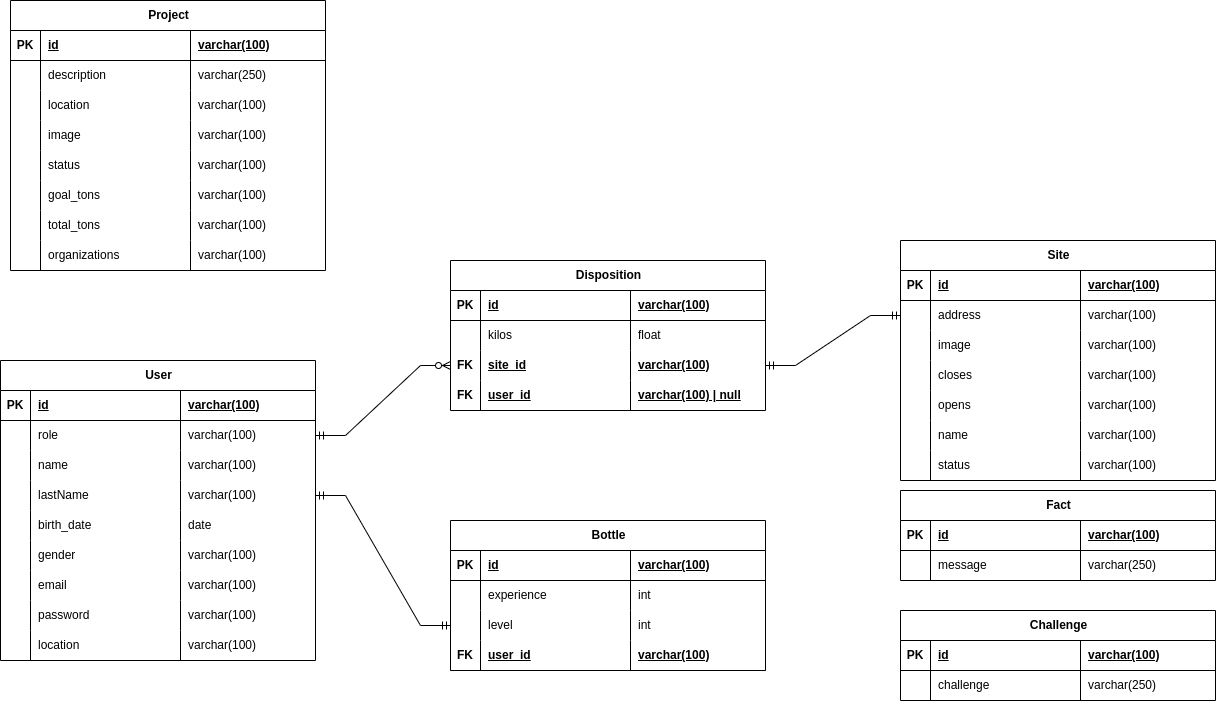 Project
PK id varchar(100)
description varchar(250)
location varchar(100)
image varchar(100)
status varchar(100)
goal_tons varchar(100)
total_tons varchar(100)
organizations varchar(100)
User
PK id varchar(100)
role varchar(100)
name varchar(100)
lastName varchar(100)
birth_date date
gender varchar(100)
email varchar(100)
password varchar(100)
location varchar(100)
Disposition
PK id varchar(100)
kilos float
FK site_id varchar(100)
FK user_id varchar(100) | null
Bottle
PK id varchar(100)
experience int
level int
FK user_id varchar(100)
Site
PK id varchar(100)
address varchar(100)
image varchar(100)
closes varchar(100)
opens varchar(100)
name varchar(100)
status varchar(100)
Fact
PK id varchar(100)
message varchar(250)
Challenge
PK id varchar(100)
challenge varchar(250)